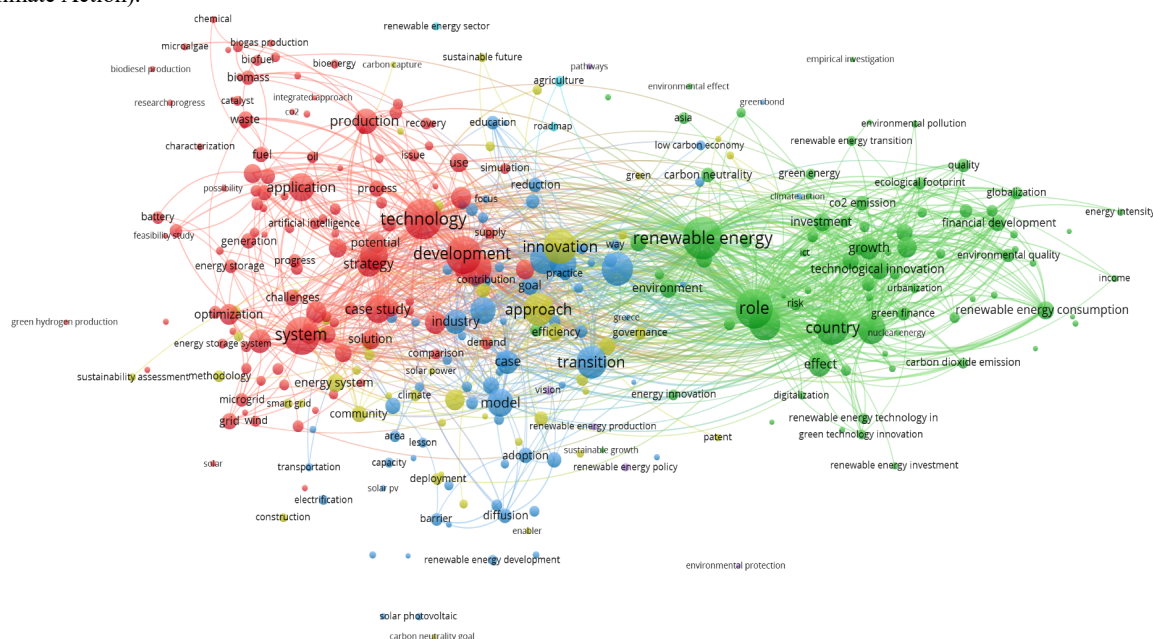 imate Action).
chemical
renewable energy sector
microalgae
biogas production
biofuel
sustainable future
empirical investigation
biodiesel production
bioenergy
carbon capture
pathways
biomass
agriculture
environmental effect
research progress
catalyst
integrated approach
green bond
co2
waste
production
recovery
education
roadmap
asia
environmental pollution
characterization
low carbon economy
renewable energy transition
fuel
oil
issue
use
simulation
quality
possibility
application
process
reduction
green
carbon neutrality
green energy
ecological footprint
globalization
focus
climate action
co2 emission
battery
artificial intelligence
technology
investment
financial development
energy intensity
feasibility study
generation
potential
supply
innovation
way
renewable energy
growth
energy storage
progress
strategy
development
practice
ict
environmental quality
technological innovation
contribution
goal
environment
urbanization
income
challenges
optimization
case study
approach
role
risk
green finance
renewable energy consumption
green hydrogen production
system
industry
greece
country
energy storage system
solution
demand
efficiency
governance
nuclear energy
comparison
case
transition
effect
carbon dioxide emission
sustainability assessment
methodology
energy system
solar power
climate
vision
energy innovation
digitalization
microgrid
smart grid
model
community
grid
wind
renewable energy production
renewable energy technology in
area
lesson
patent
green technology innovation
solar
transportation
capacity
adoption
sustainable growth
renewable energy policy
renewable energy investment
deployment
solar pv
electrification
construction
barrier
diffusion
enabler
renewable energy development
environmental protection
solar photovoltaic
carbon neutrality goal